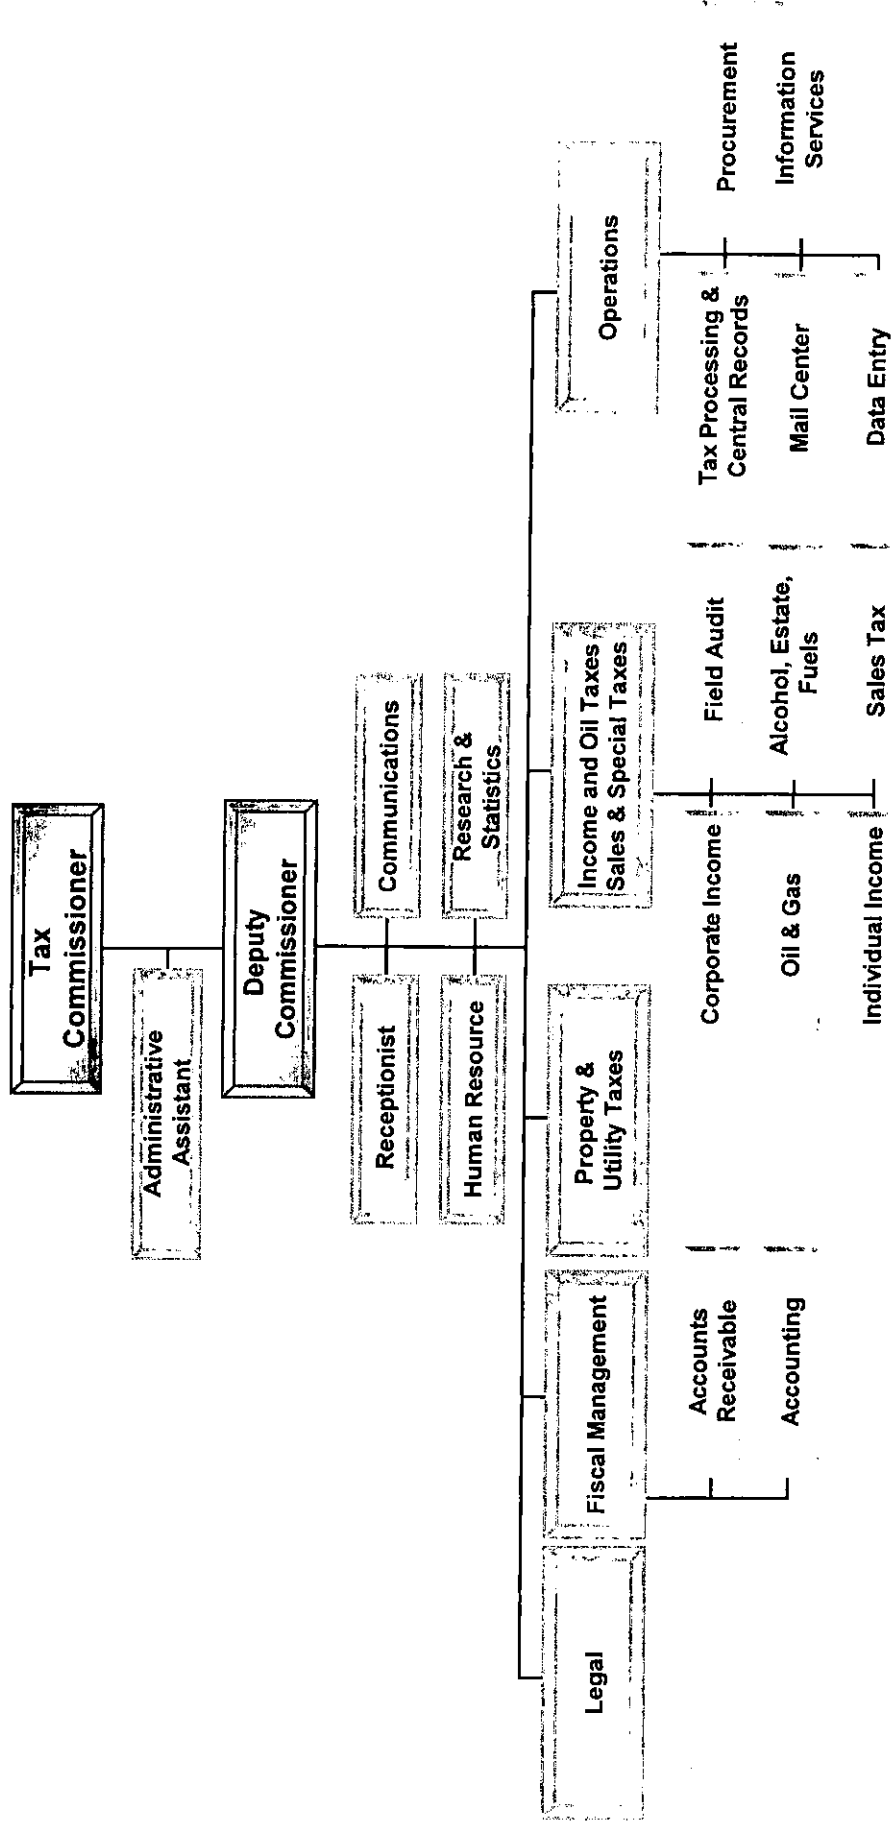 Tax
Commissioner
Administrative
Assistant
Deputy
Commissioner
Receptionist
Communications
Human Resource
Research &
Statistics
Legal
Fiscal Management
Property &
Utility Taxes
Income and Oil Taxes
Sales & Special Taxes
Operations
Accounts
Receivable
Accounting
Corporate Income
Field Audit
Oil & Gas
Alcohol, Estate,
Fuels
Individual Income
Sales Tax
Tax Processing &
Central Records
Procurement
Mail Center
Information
Services
Data Entry